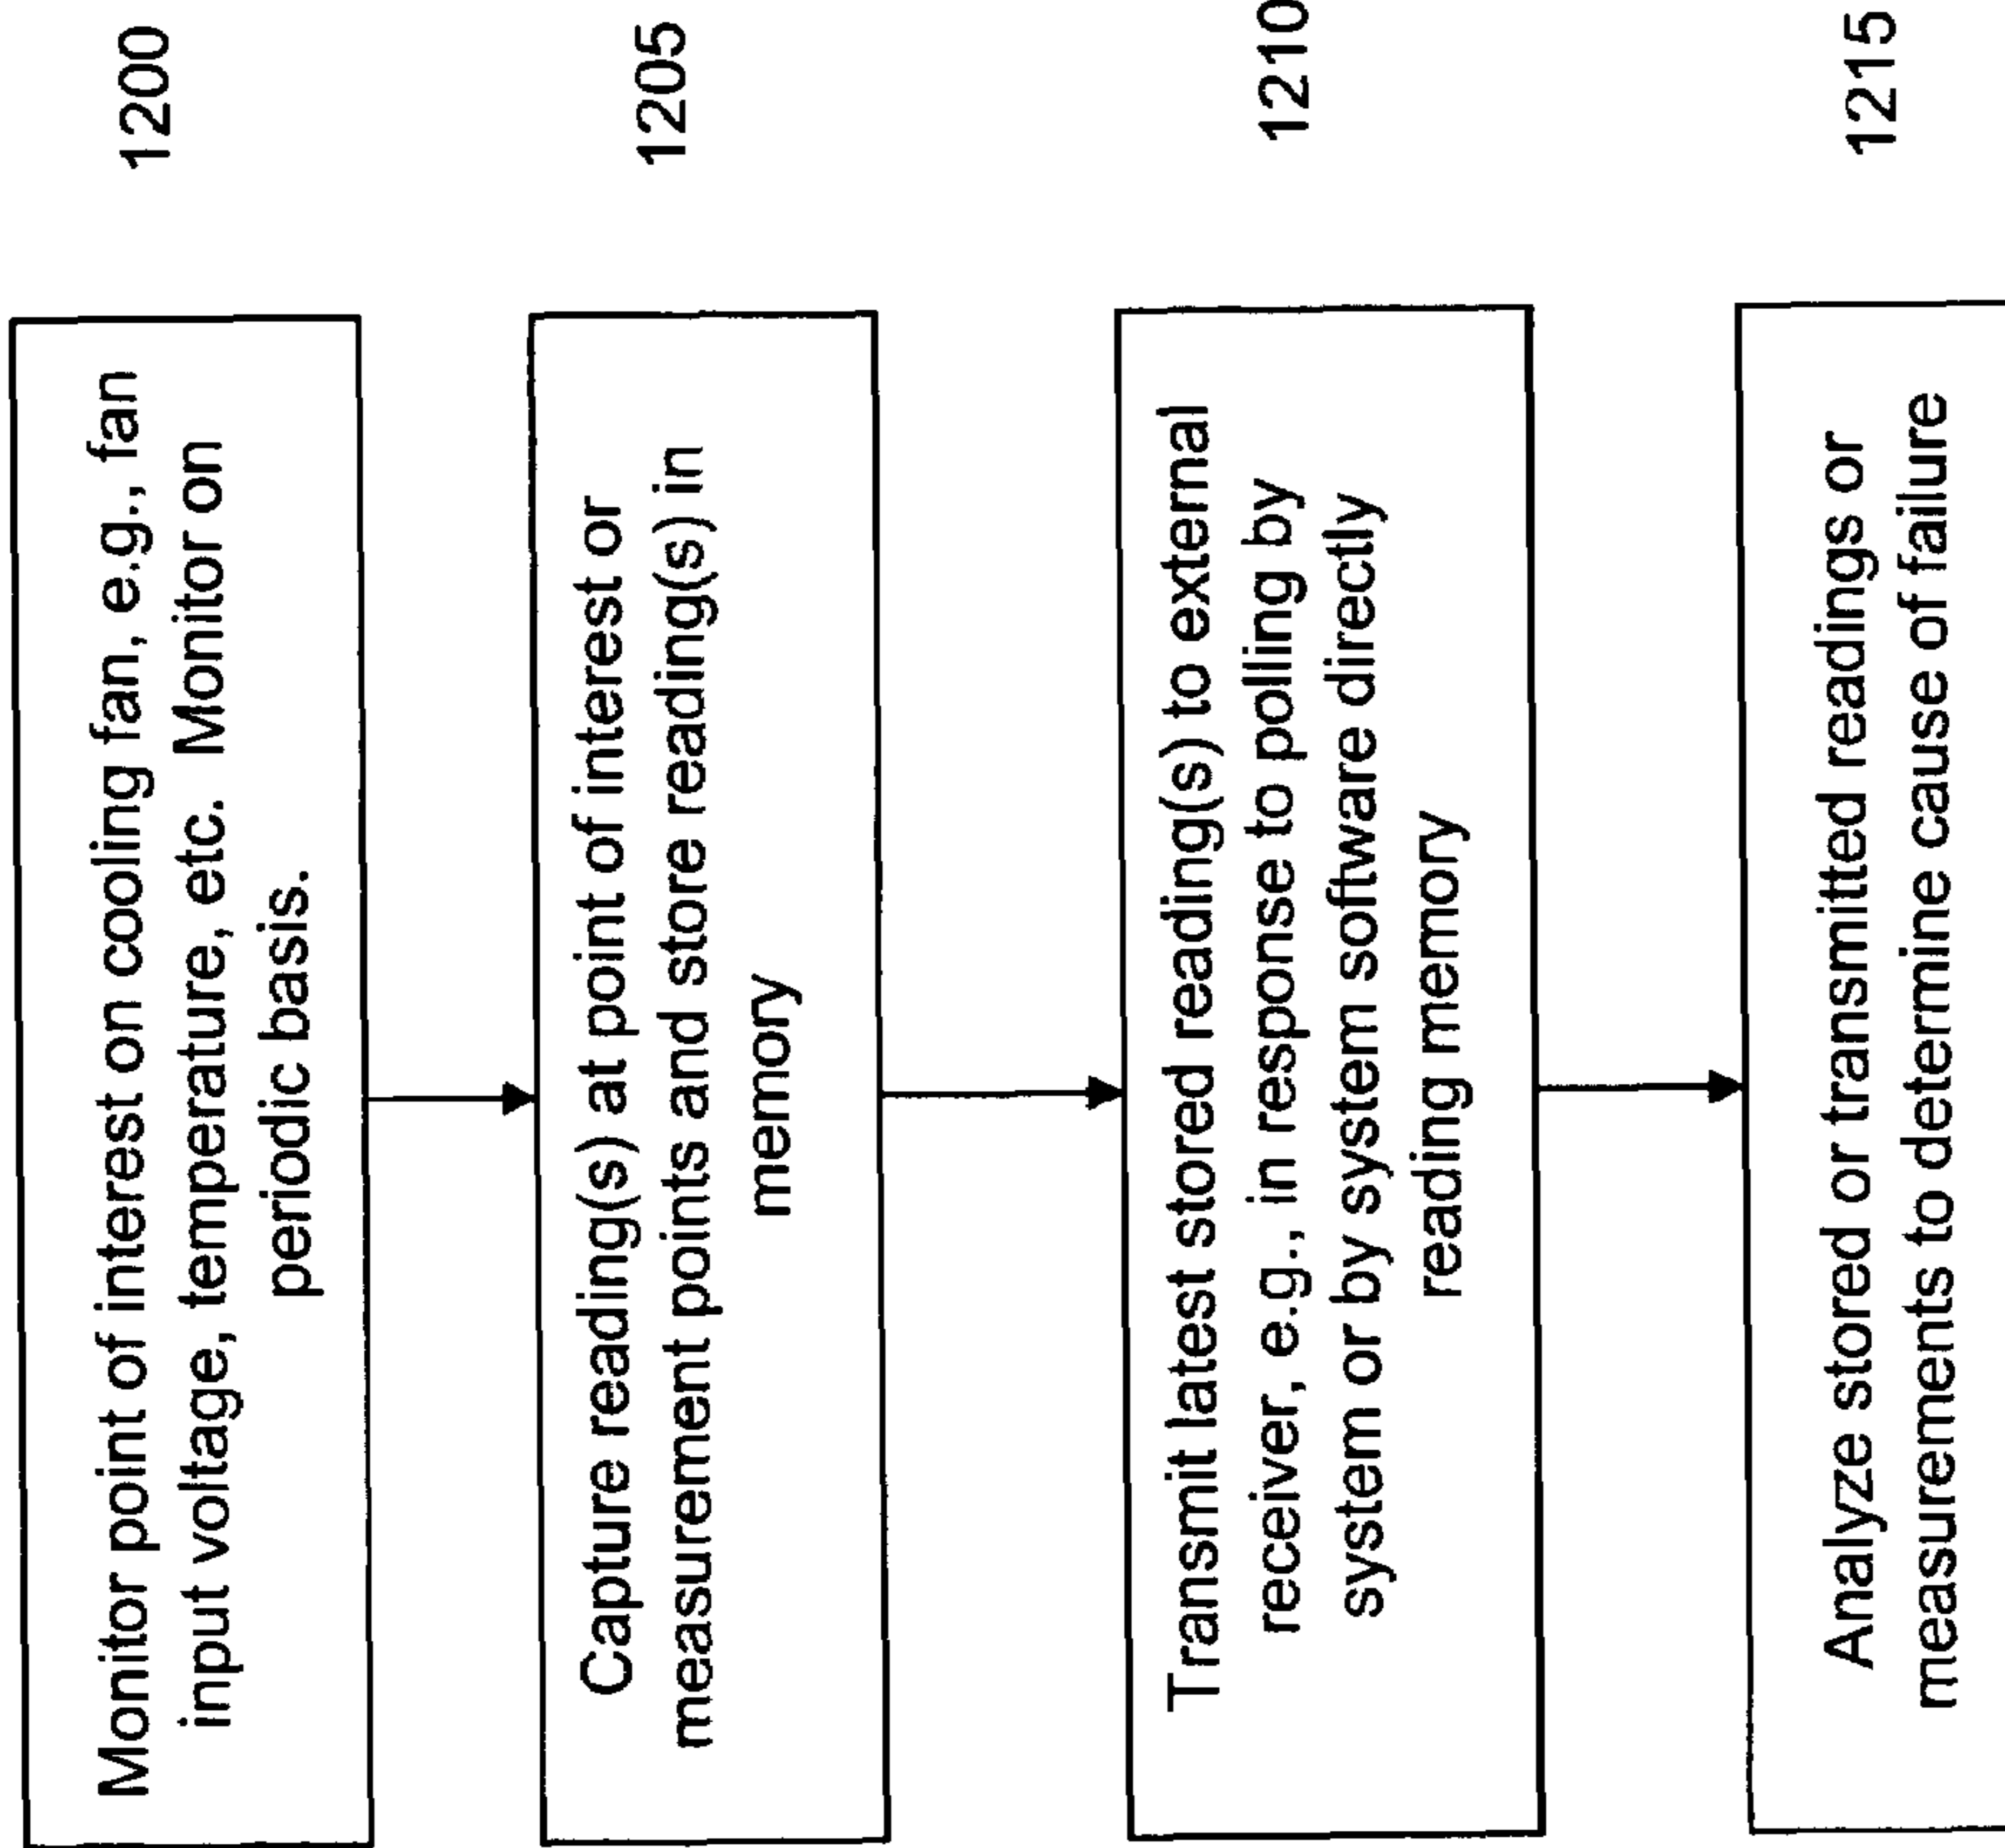 Monitor point of interest on cooling fan, e.g., fan
input voltage, temperature, etc. Monitor on
periodic basis.
1200
Capture reading(s) at point of interest or
measurement points and store reading(s) in
memory
1205
Transmit latest stored reading(s) to external
receiver, e.g., in response to polling by
system or by system software directly
reading memory
1210
Analyze stored or transmitted readings or
measurements to determine cause of failure
1215